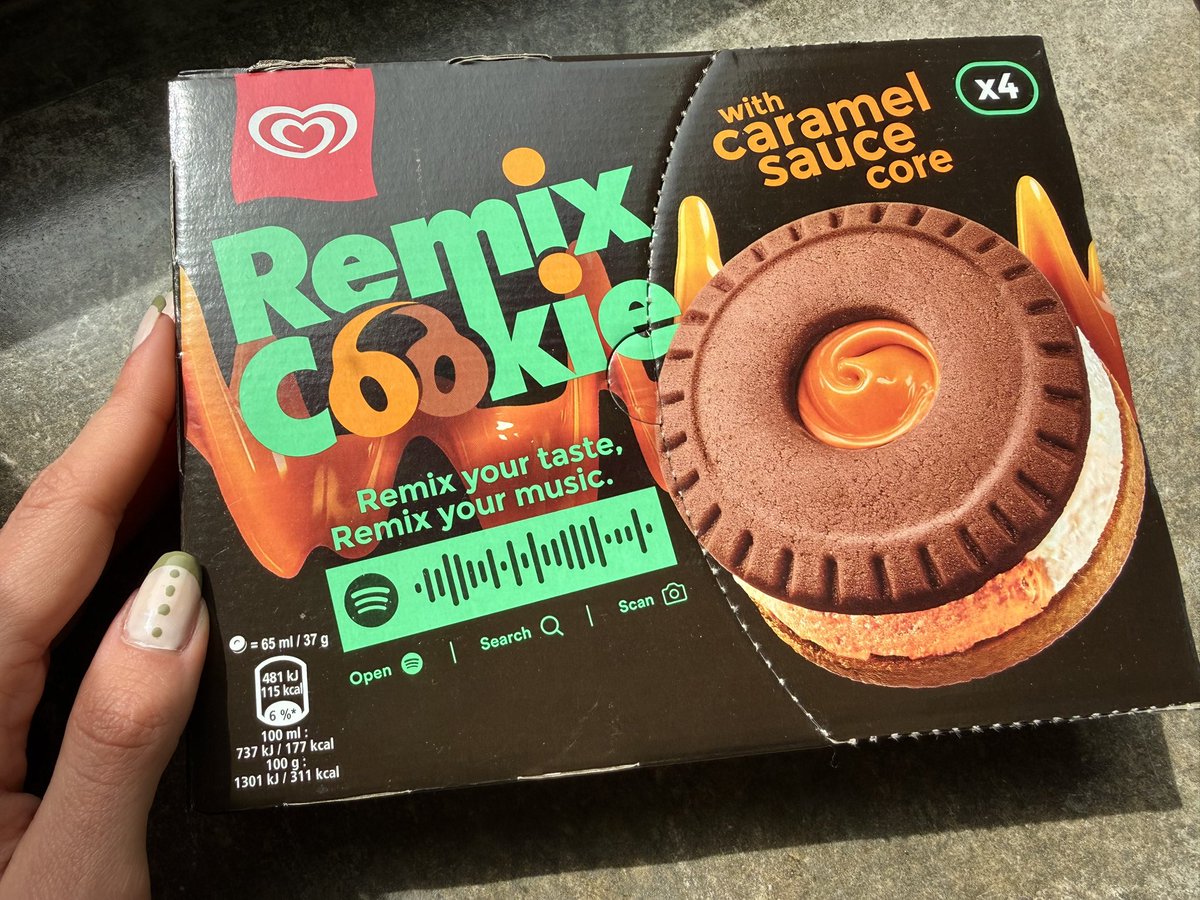 Remix
Cookie
Remix your taste,
Remix your music.
Open
Search
Scan
with
caramel
sauce
core
x4
= 65 ml / 37 g
481 kJ
115 kcal
6 %*
100 ml :
737 kJ / 177 kcal
100 g :
1301 kJ / 311 kcal